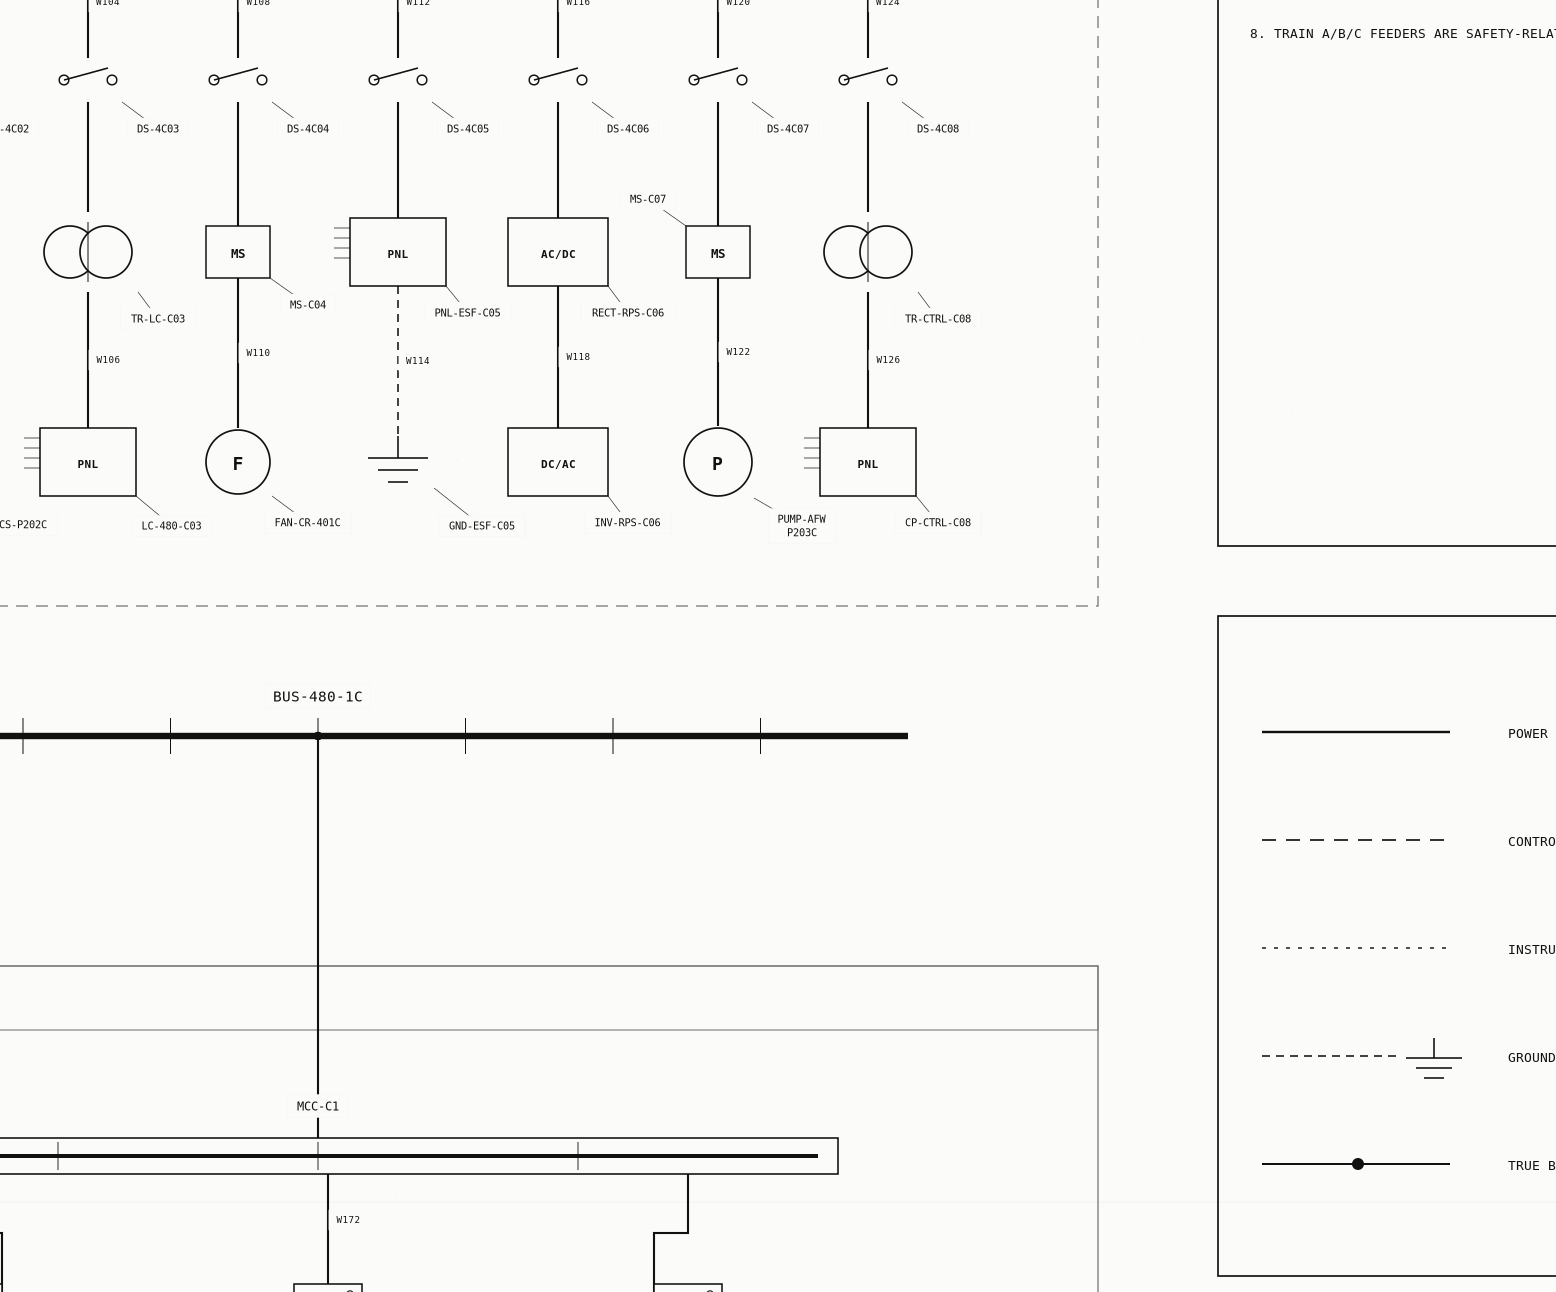 W104
W108
W112
W116
W120
W124
8. TRAIN A/B/C FEEDERS ARE SAFETY-RELAT
-4C02
DS-4C03
DS-4C04
DS-4C05
DS-4C06
DS-4C07
DS-4C08
MS-C07
MS
PNL
AC/DC
MS
MS-C04
PNL-ESF-C05
RECT-RPS-C06
TR-LC-C03
TR-CTRL-C08
W106
W110
W114
W118
W122
W126
PNL
F
DC/AC
P
PNL
CS-P202C
LC-480-C03
FAN-CR-401C
GND-ESF-C05
INV-RPS-C06
PUMP-AFW
P203C
CP-CTRL-C08
BUS-480-1C
POWER
CONTRO
INSTRU
GROUND
MCC-C1
TRUE B
W172